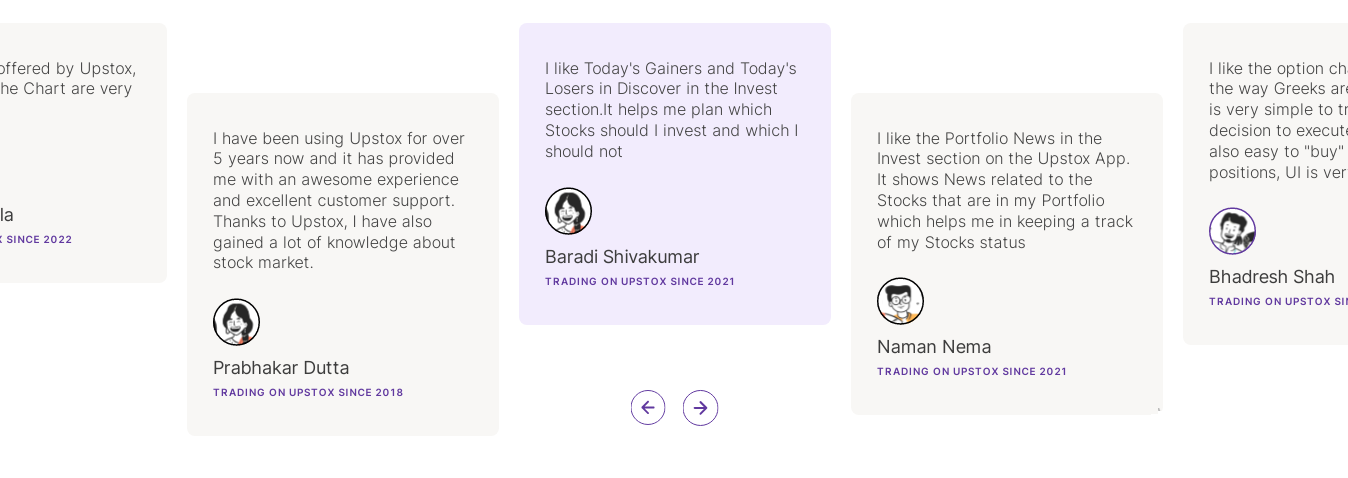 offered by Upstox,
he Chart are very
la
X SINCE 2022
I have been using Upstox for over
5 years now and it has provided
me with an awesome experience
and excellent customer support.
Thanks to Upstox, I have also
gained a lot of knowledge about
stock market.
Prabhakar Dutta
TRADING ON UPSTOX SINCE 2018
I like Today's Gainers and Today's
Losers in Discover in the Invest
section.It helps me plan which
Stocks should I invest and which I
should not
Baradi Shivakumar
TRADING ON UPSTOX SINCE 2021
I like the Portfolio News in the
Invest section on the Upstox App.
It shows News related to the
Stocks that are in my Portfolio
which helps me in keeping a track
of my Stocks status
Naman Nema
TRADING ON UPSTOX SINCE 2021
I like the option ch
the way Greeks are
is very simple to tr
decision to execute
also easy to "buy"
positions, UI is ver
Bhadresh Shah
TRADING ON UPSTOX SIN